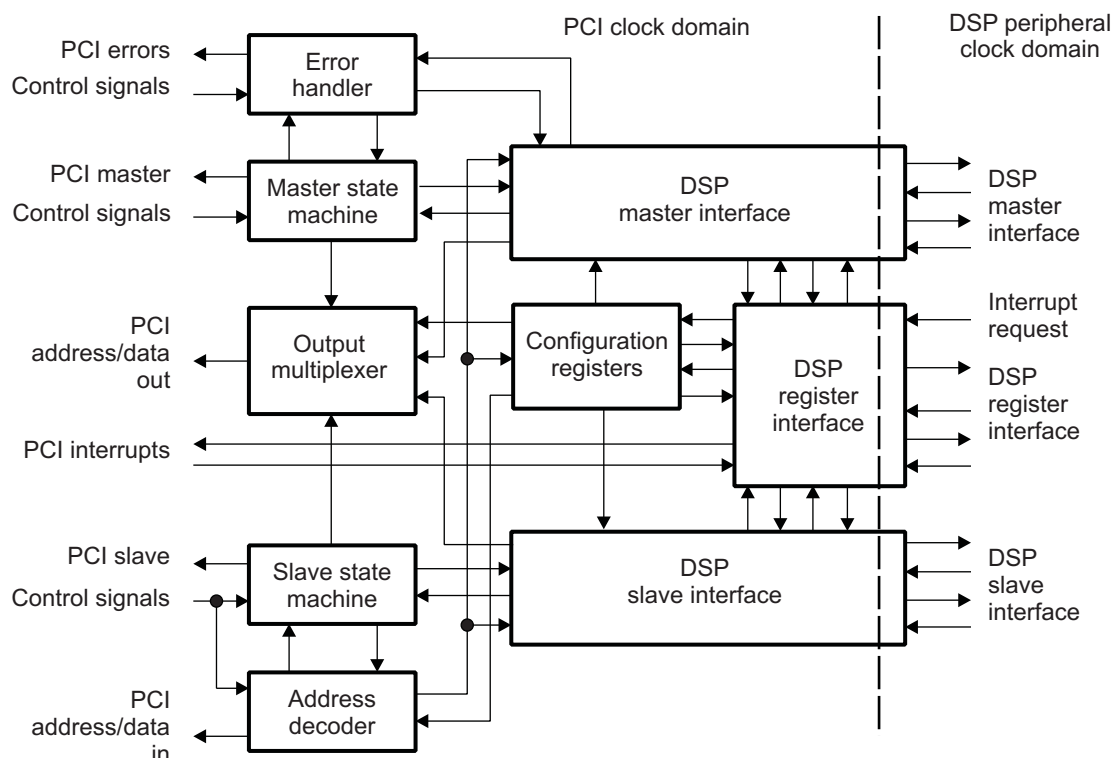 PCI clock domain
DSP peripheral
clock domain
PCI errors
Control signals
Error
handler
PCI master
Control signals
Master state
machine
DSP
master interface
DSP
master
interface
PCI
address/data
out
Output
multiplexer
Configuration
registers
DSP
register
interface
Interrupt
request
DSP
register
interface
PCI interrupts
PCI slave
Control signals
Slave state
machine
DSP
slave interface
DSP
slave
interface
PCI
address/data
in
Address
decoder